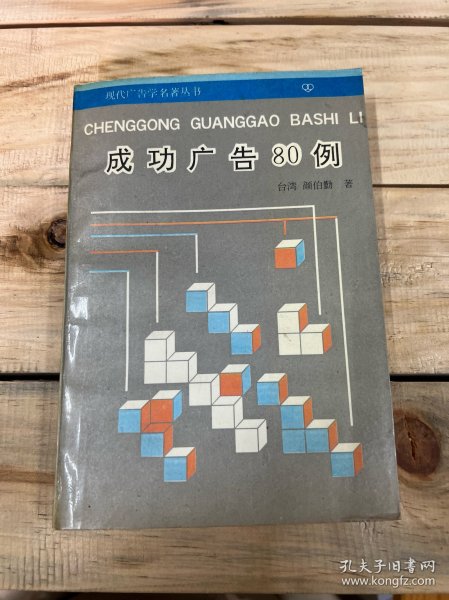 现代广告学名著丛书
CHENGGONG GUANGGAO BASHI LI
成功广告80例
台湾 颜伯勤 著
孔夫子旧书网
www.kongfz.com